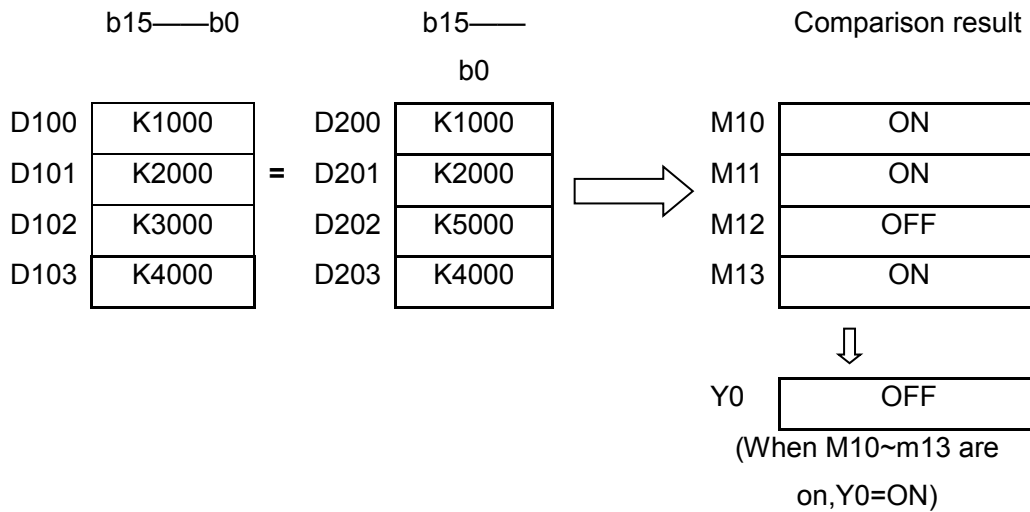 b15——b0 b15—— Comparison result
b0
D100 K1000 D200 K1000 M10 ON
D101 K2000 = D201 K2000 M11 ON
D102 K3000 D202 K5000 M12 OFF
D103 K4000 D203 K4000 M13 ON
Y0 OFF
(When M10~m13 are
on,Y0=ON)